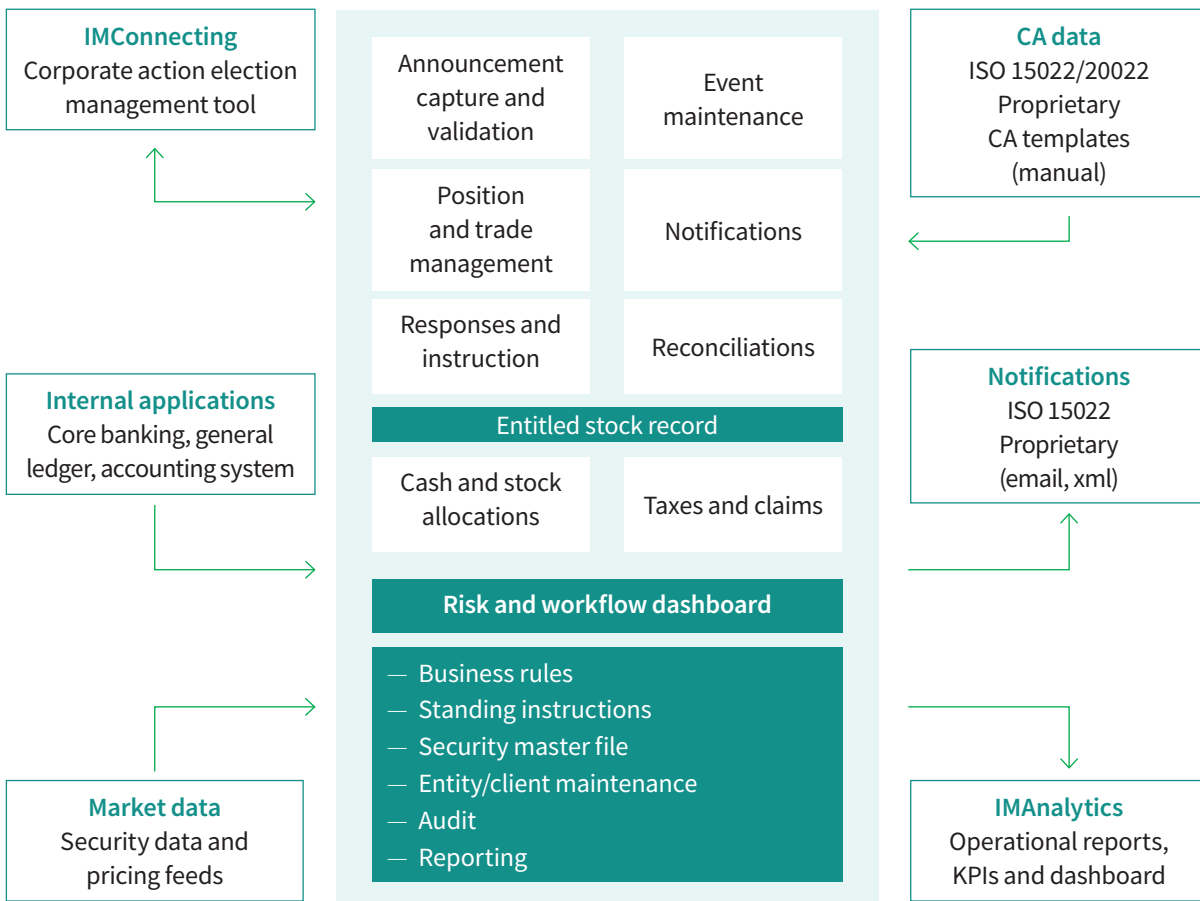 IMConnecting
Corporate action election
management tool
Internal applications
Core banking, general
ledger, accounting system
Market data
Security data and
pricing feeds
Announcement
capture and
validation
Event
maintenance
Position
and trade
management
Notifications
Responses and
instruction
Reconciliations
Entitled stock record
Cash and stock
allocations
Taxes and claims
Risk and workflow dashboard
— Business rules
— Standing instructions
— Security master file
— Entity/client maintenance
— Audit
— Reporting
CA data
ISO 15022/20022
Proprietary
CA templates
(manual)
Notifications
ISO 15022
Proprietary
(email, xml)
IMAnalytics
Operational reports,
KPIs and dashboard